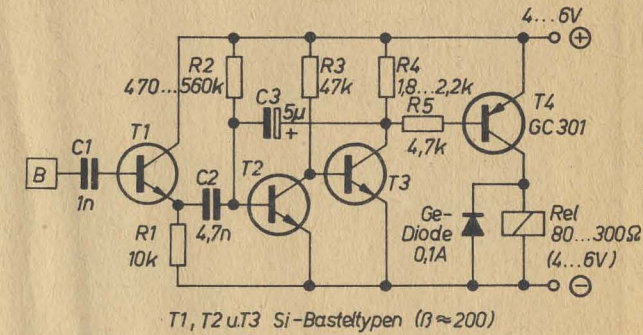 4...6V
⊕
R2
470...560k
R3
47k
R4
1,8...2,2k
C3
5µ
+
R5
4,7k
T4
GC 301
B
C1
1n
T1
C2
4,7n
T2
T3
R1
10k
Ge-
Diode
0,1A
Rel
80...300Ω
(4...6V)
⊖
T1, T2 u.T3 Si-Basteltypen (ß≈200)